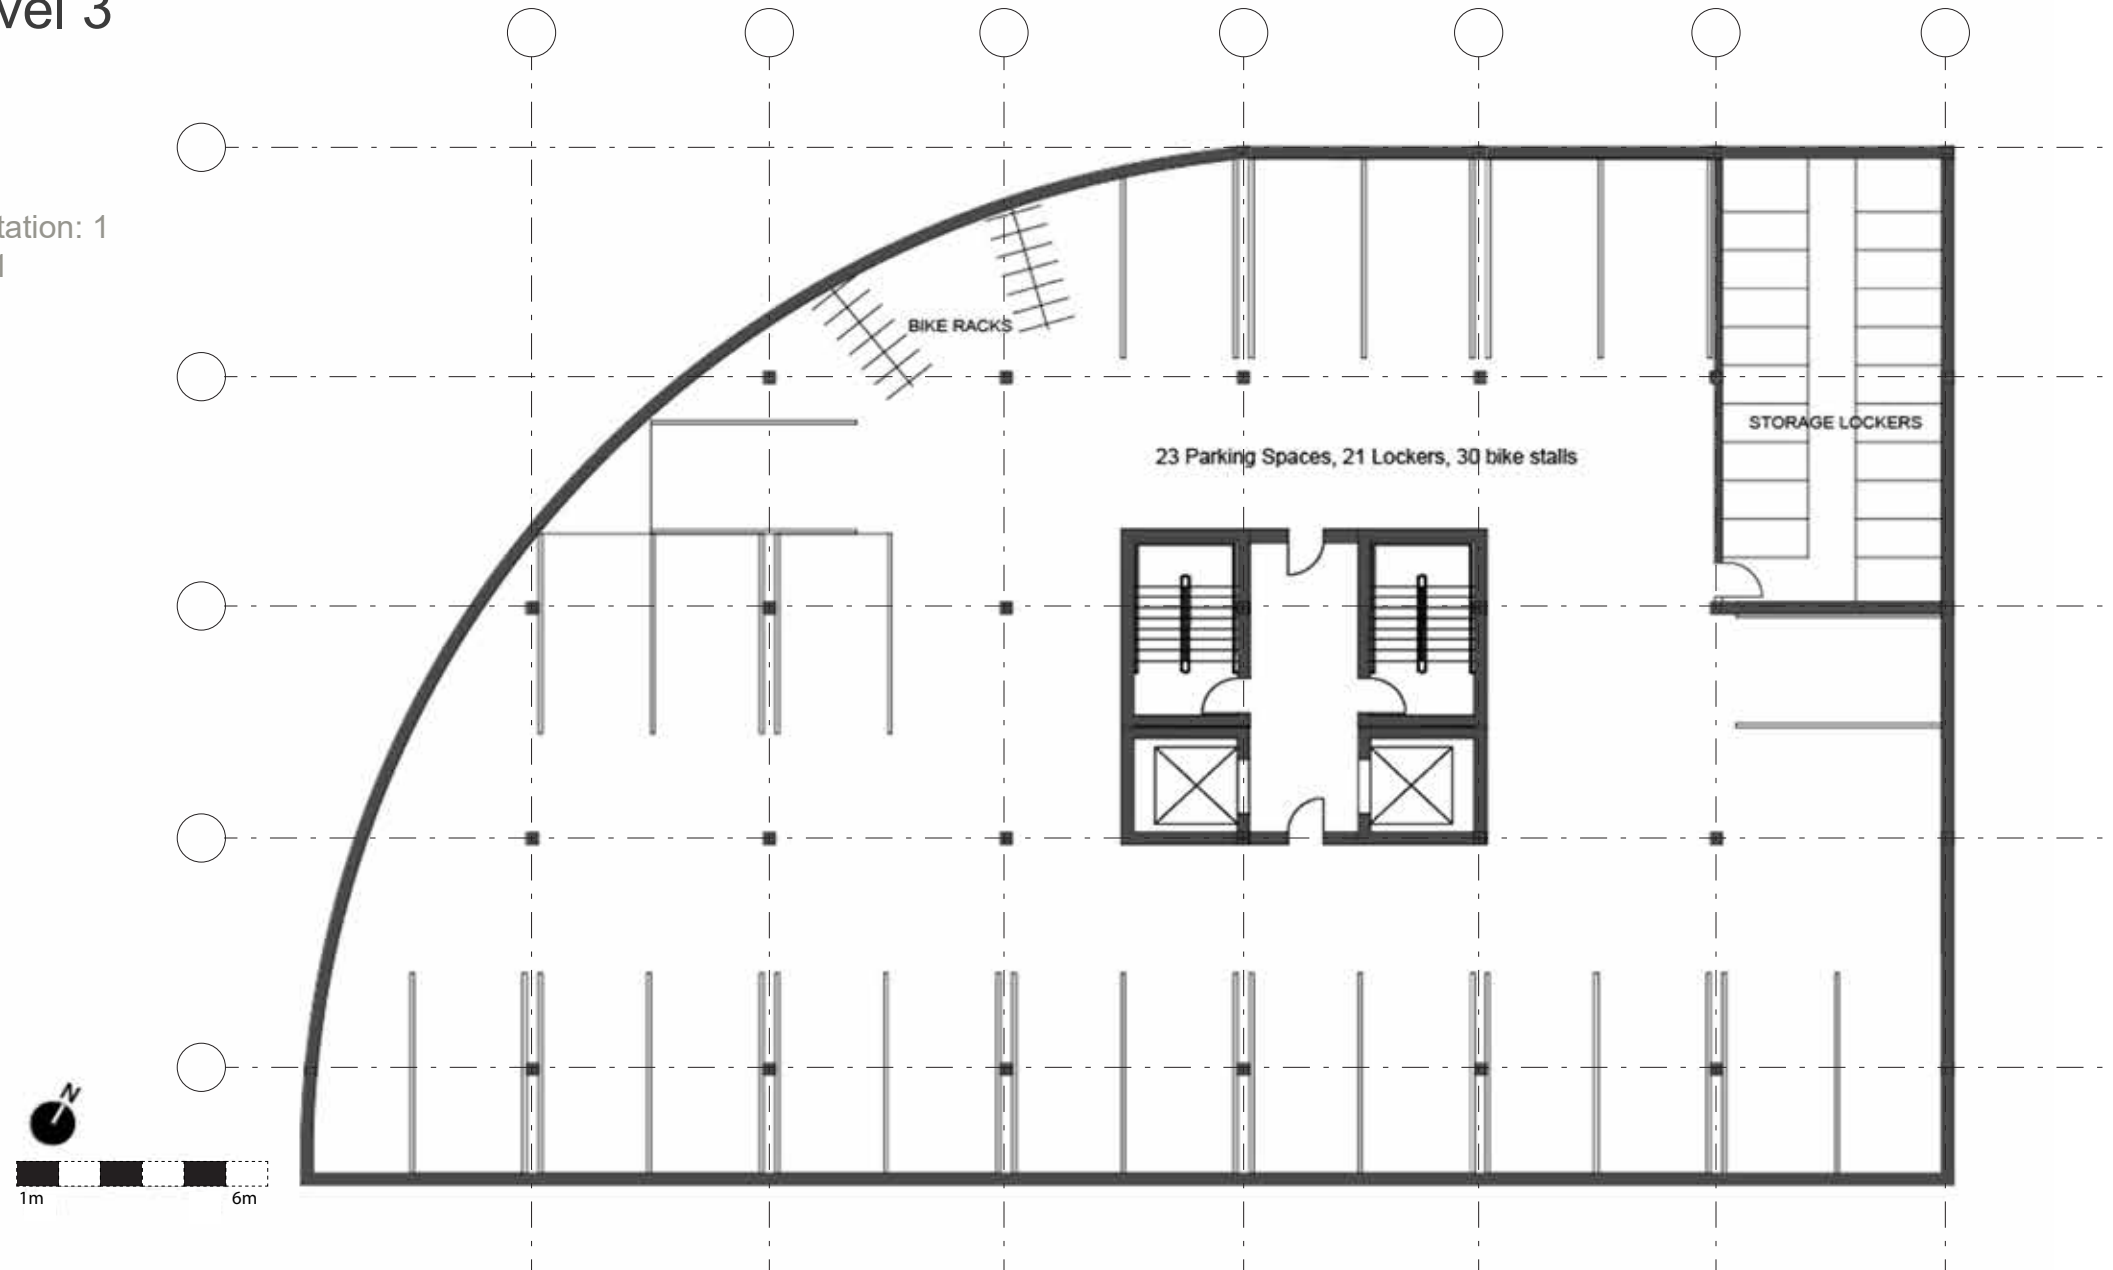 vel 3
tation: 1
BIKE RACKS
STORAGE LOCKERS
23 Parking Spaces, 21 Lockers, 30 bike stalls
N
1m 6m